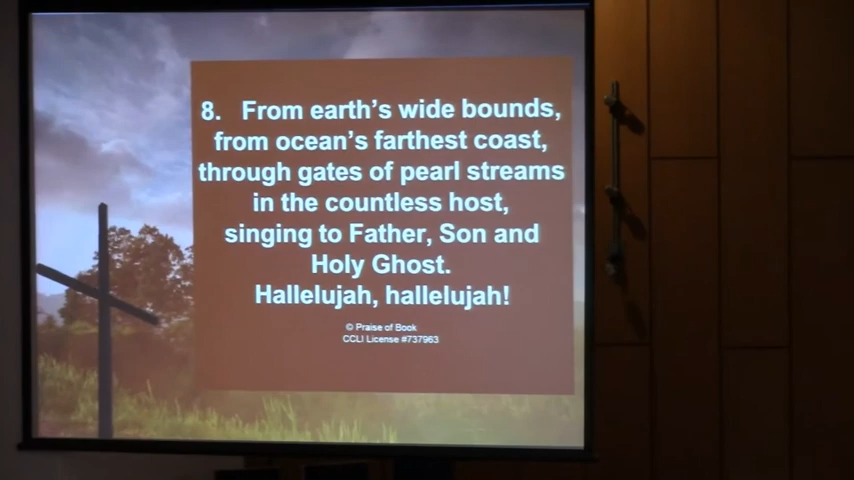 8. From earth's wide bounds,
from ocean's farthest coast,
through gates of pearl streams
in the countless host,
singing to Father, Son and
Holy Ghost.
Hallelujah, hallelujah!
© Praise of Book
CCLI License #737963